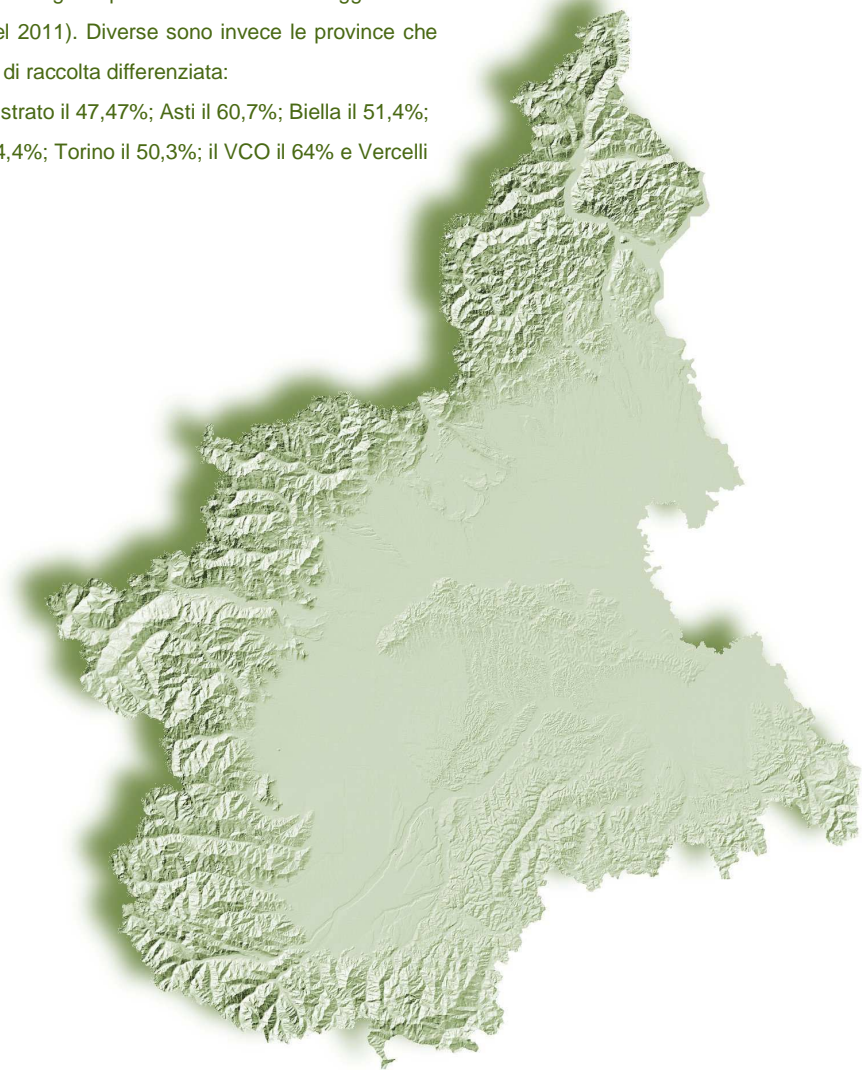 el 2011). Diverse sono invece le province che
di raccolta differenziata:
strato il 47,47%; Asti il 60,7%; Biella il 51,4%;
4,4%; Torino il 50,3%; il VCO il 64% e Vercelli